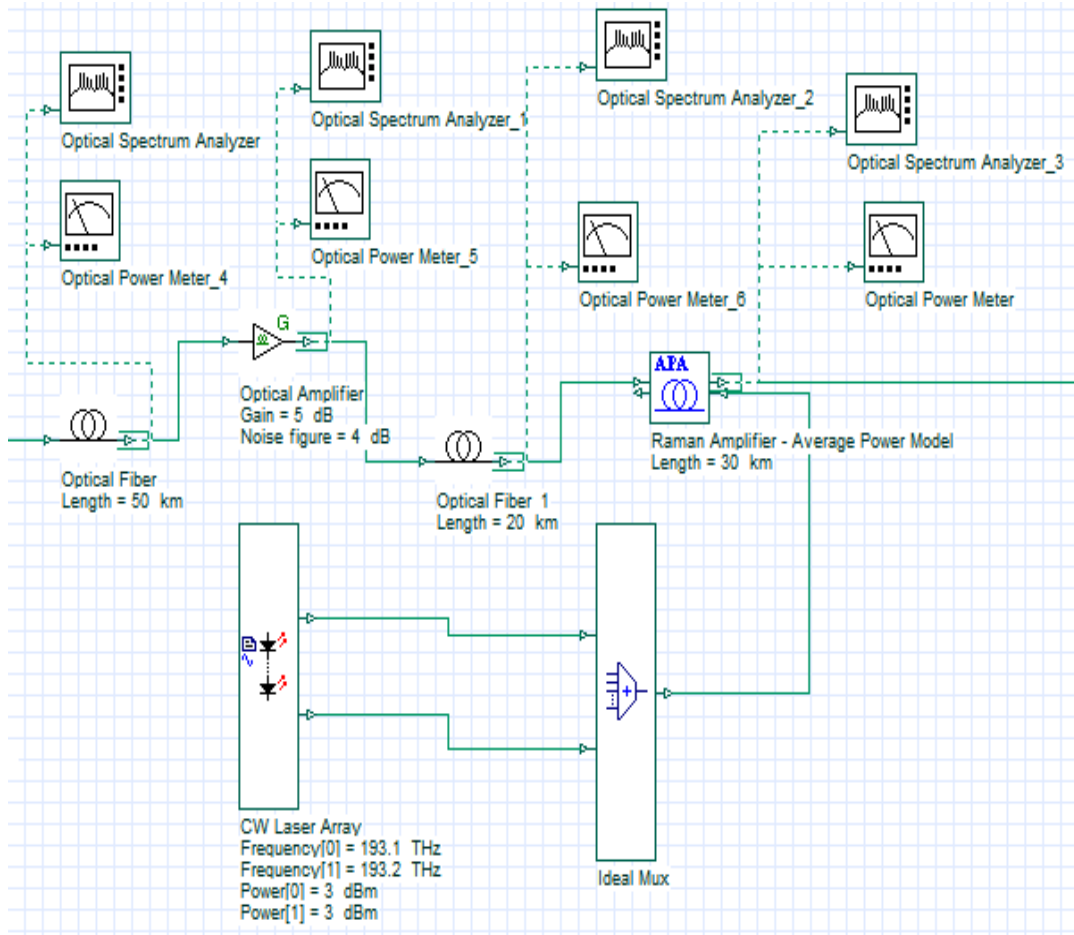 Optical Spectrum Analyzer
Optical Spectrum Analyzer_1
Optical Spectrum Analyzer_2
Optical Spectrum Analyzer_3
Optical Power Meter_4
Optical Power Meter_5
Optical Power Meter_6
Optical Power Meter
G
Optical Amplifier
Gain = 5 dB
Noise figure = 4 dB
APA
Raman Amplifier - Average Power Model
Length = 30 km
Optical Fiber
Length = 50 km
Optical Fiber_1
Length = 20 km
CW Laser Array
Frequency[0] = 193.1 THz
Frequency[1] = 193.2 THz
Power[0] = 3 dBm
Power[1] = 3 dBm
Ideal Mux